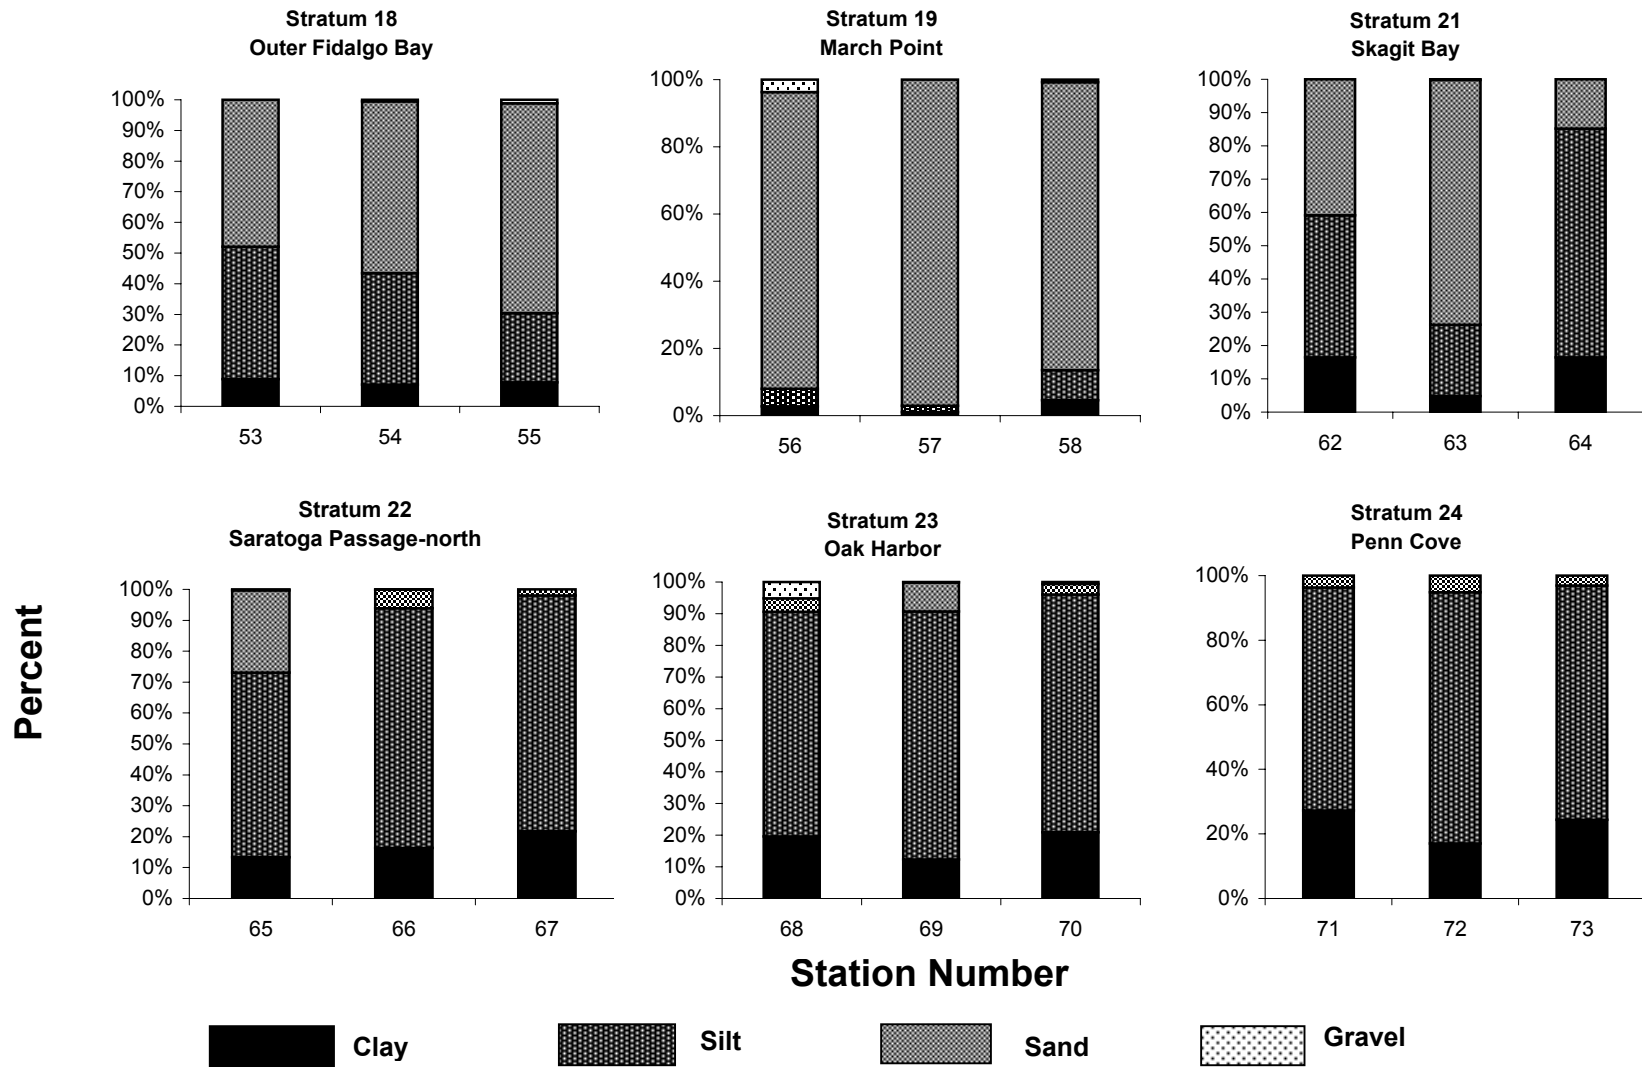 Stratum 18
Outer Fidalgo Bay
100%
90%
80%
70%
60%
50%
40%
30%
20%
10%
0%
53 54 55
Stratum 19
March Point
100%
80%
60%
40%
20%
0%
56 57 58
Stratum 21
Skagit Bay
100%
90%
80%
70%
60%
50%
40%
30%
20%
10%
0%
62 63 64
Percent
Stratum 22
Saratoga Passage-north
100%
90%
80%
70%
60%
50%
40%
30%
20%
10%
0%
65 66 67
Stratum 23
Oak Harbor
100%
90%
80%
70%
60%
50%
40%
30%
20%
10%
0%
68 69 70
Stratum 24
Penn Cove
100%
80%
60%
40%
20%
0%
71 72 73
Station Number
Clay Silt Sand Gravel